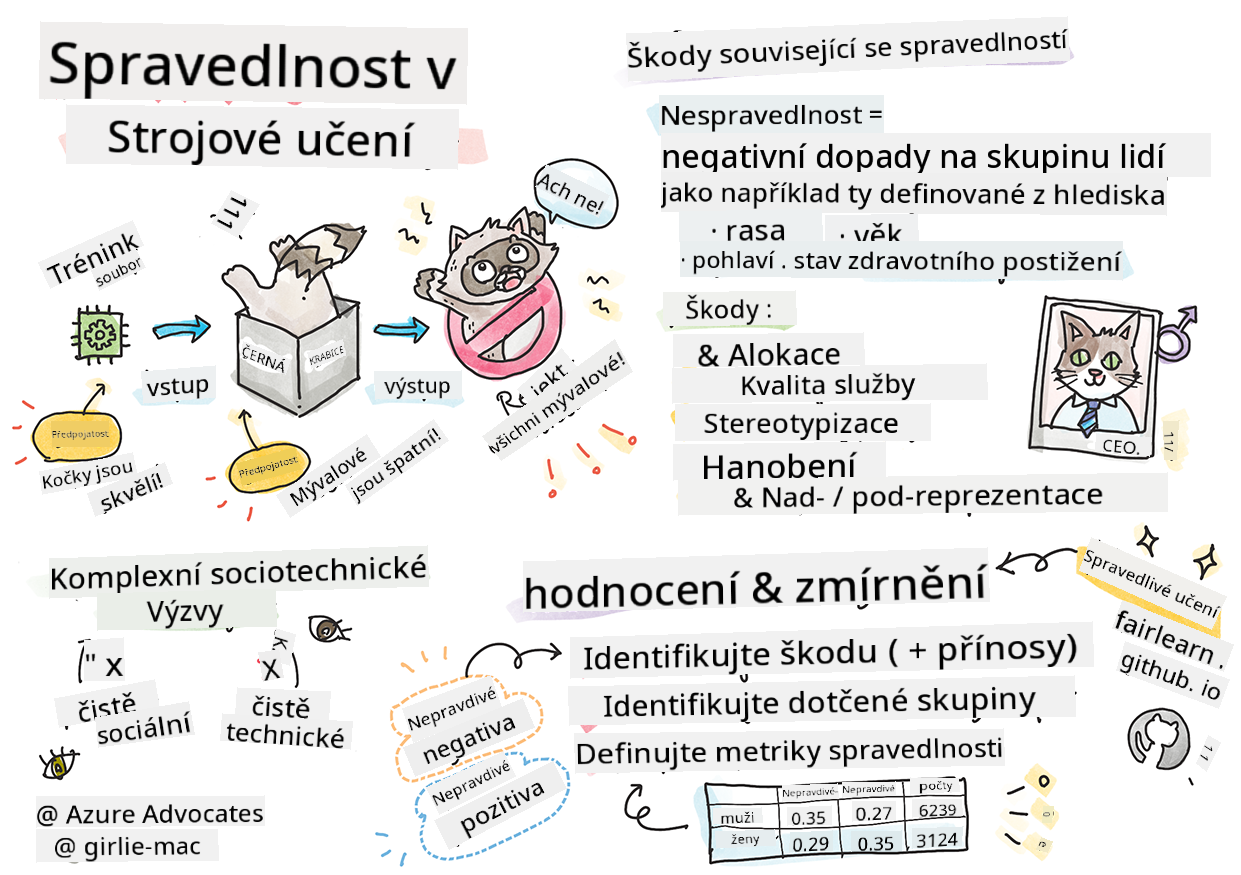 Spravedlnost v
Strojové učení
Trénink
soubor
Ach ne!
ČERNÁ
KRABICE
vstup
výstup
Předpojatost
Kočky jsou
skvělí!
Předpojatost
Mývalové
jsou špatní!
všichni mývalové!
Škody související se spravedlností
Nespravedlnost =
negativní dopady na skupinu lidí
jako například ty definované z hlediska
· rasa · věk
· pohlaví . stav zdravotního postižení
Škody :
& Alokace
Kvalita služby
Stereotypizace
Hanobení
& Nad- / pod-reprezentace
CEO.
Komplexní sociotechnické
Výzvy
" x
čistě
sociální
X
čistě
technické
@ Azure Advocates
@ girlie-mac
hodnocení & zmírnění
Identifikujte škodu ( + přínosy)
Identifikujte dotčené skupiny
Definujte metriky spravedlnosti
Nepravdivé
negativa
Nepravdivé
pozitiva
Nepravdivé- Nepravdivé počty
muži 0.35 0.27 6239
ženy 0.29 0.35 3124
Spravedlivé učení
fairlearn .
github. io